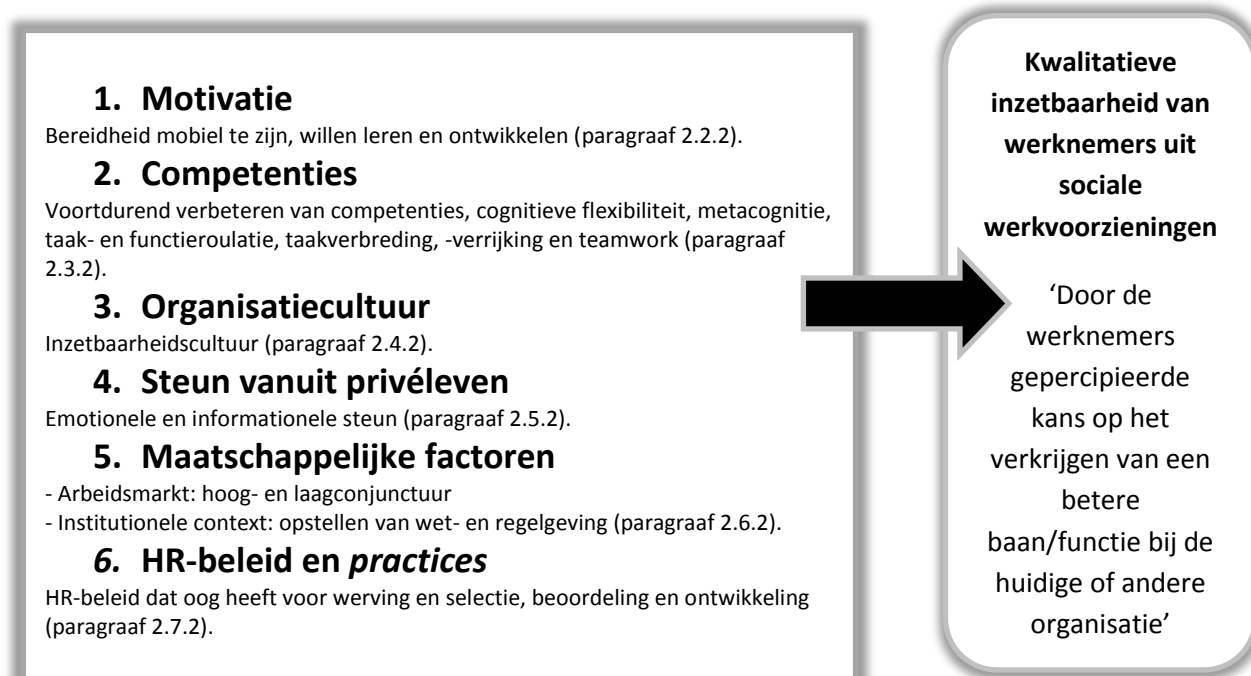 1. Motivatie
Bereidheid mobiel te zijn, willen leren en ontwikkelen (paragraaf 2.2.2).
2. Competenties
Voortdurend verbeteren van competenties, cognitieve flexibiliteit, metacognitie,
taak- en functieroulatie, taakverbreding, -verrijking en teamwork (paragraaf
2.3.2).
3. Organisatiecultuur
Inzetbaarheidscultuur (paragraaf 2.4.2).
4. Steun vanuit privéleven
Emotionele en informationele steun (paragraaf 2.5.2).
5. Maatschappelijke factoren
- Arbeidsmarkt: hoog- en laagconjunctuur
- Institutionele context: opstellen van wet- en regelgeving (paragraaf 2.6.2).
6. HR-beleid en practices
HR-beleid dat oog heeft voor werving en selectie, beoordeling en ontwikkeling
(paragraaf 2.7.2).
Kwalitatieve
inzetbaarheid van
werknemers uit
sociale
werkvoorzieningen
‘Door de
werknemers
gepercipieerde
kans op het
verkrijgen van een
betere
baan/functie bij de
huidige of andere
organisatie’